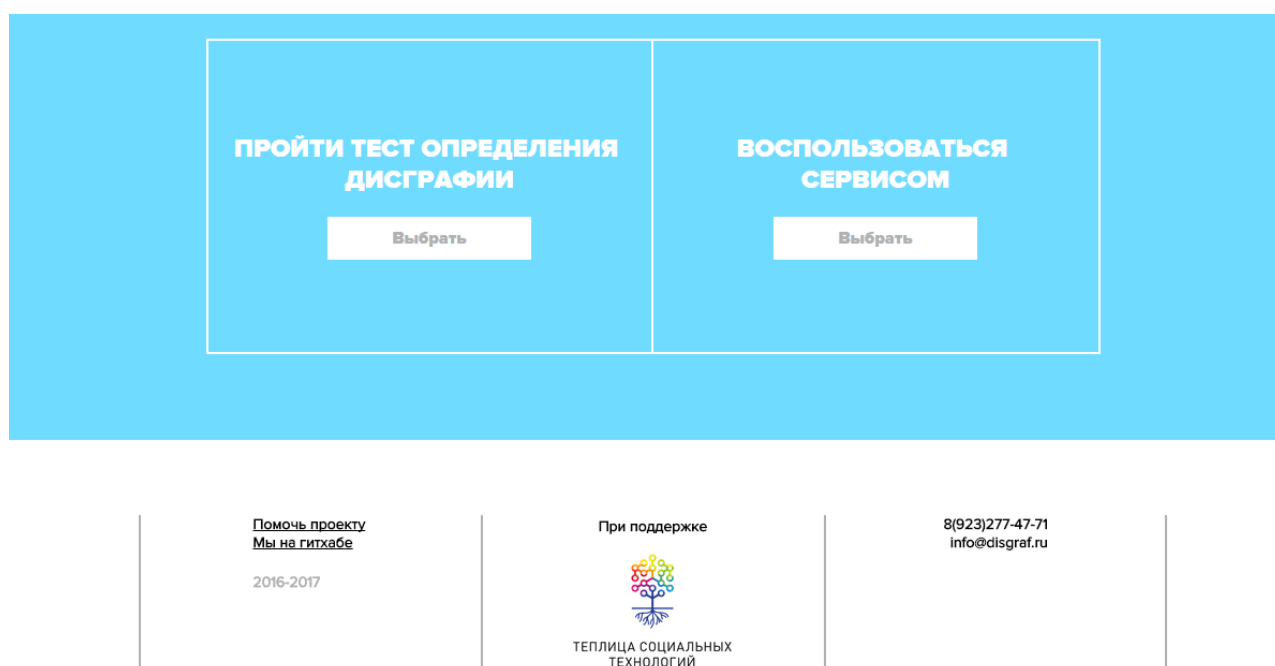 ПРОЙТИ ТЕСТ ОПРЕДЕЛЕНИЯ
ДИСГРАФИИ
Выбрать
ВОСПОЛЬЗОВАТЬСЯ
СЕРВИСОМ
Выбрать
Помочь проекту
Мы на гитхабе
2016-2017
При поддержке
ТЕПЛИЦА СОЦИАЛЬНЫХ
ТЕХНОЛОГИЙ
8(923)277-47-71
info@disgraf.ru